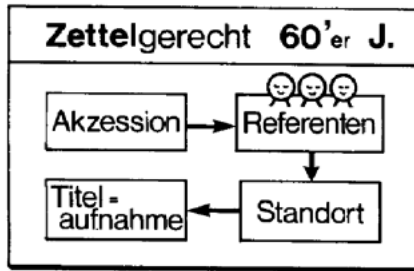 Zettelgerecht 60'er J.
Akzession
Referenten
Titel=
aufnahme
Standort